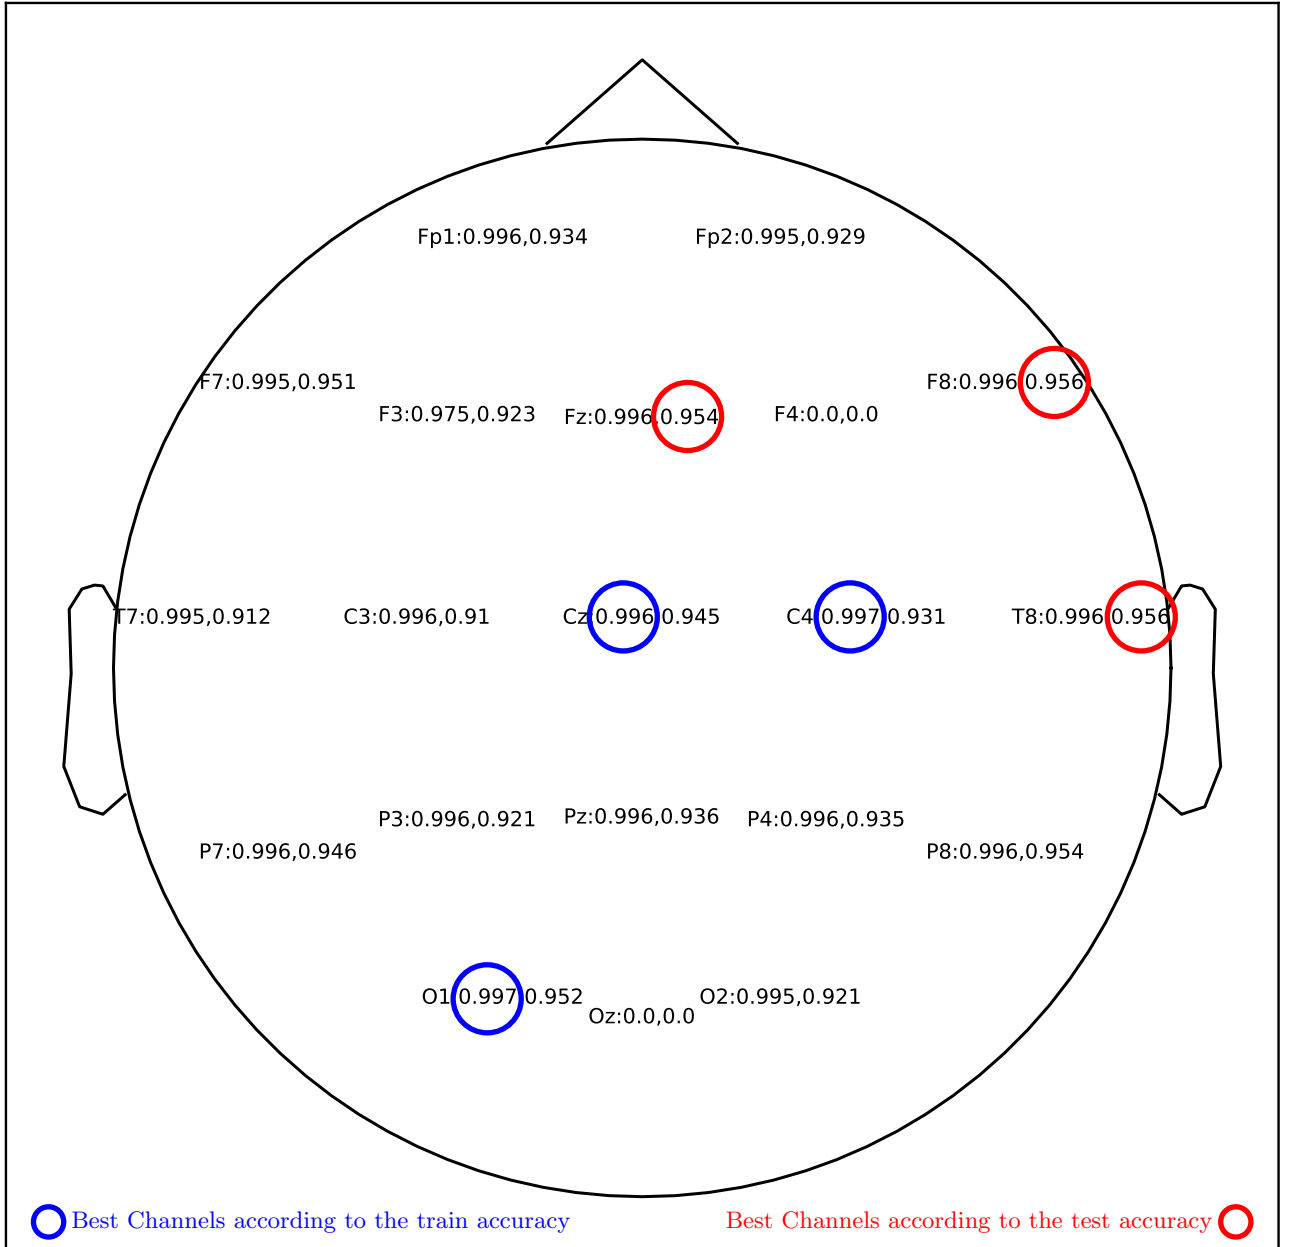 Fp1:0.996,0.934
Fp2:0.995,0.929
F7:0.995,0.951
F8:0.996,0.956
F3:0.975,0.923
Fz:0.996,0.954
F4:0.0,0.0
T7:0.995,0.912
C3:0.996,0.91
Cz:0.996,0.945
C4:0.997,0.931
T8:0.996,0.956
P3:0.996,0.921
Pz:0.996,0.936
P4:0.996,0.935
P7:0.996,0.946
P8:0.996,0.954
O1:0.997,0.952
O2:0.995,0.921
Oz:0.0,0.0
Best Channels according to the train accuracy
Best Channels according to the test accuracy